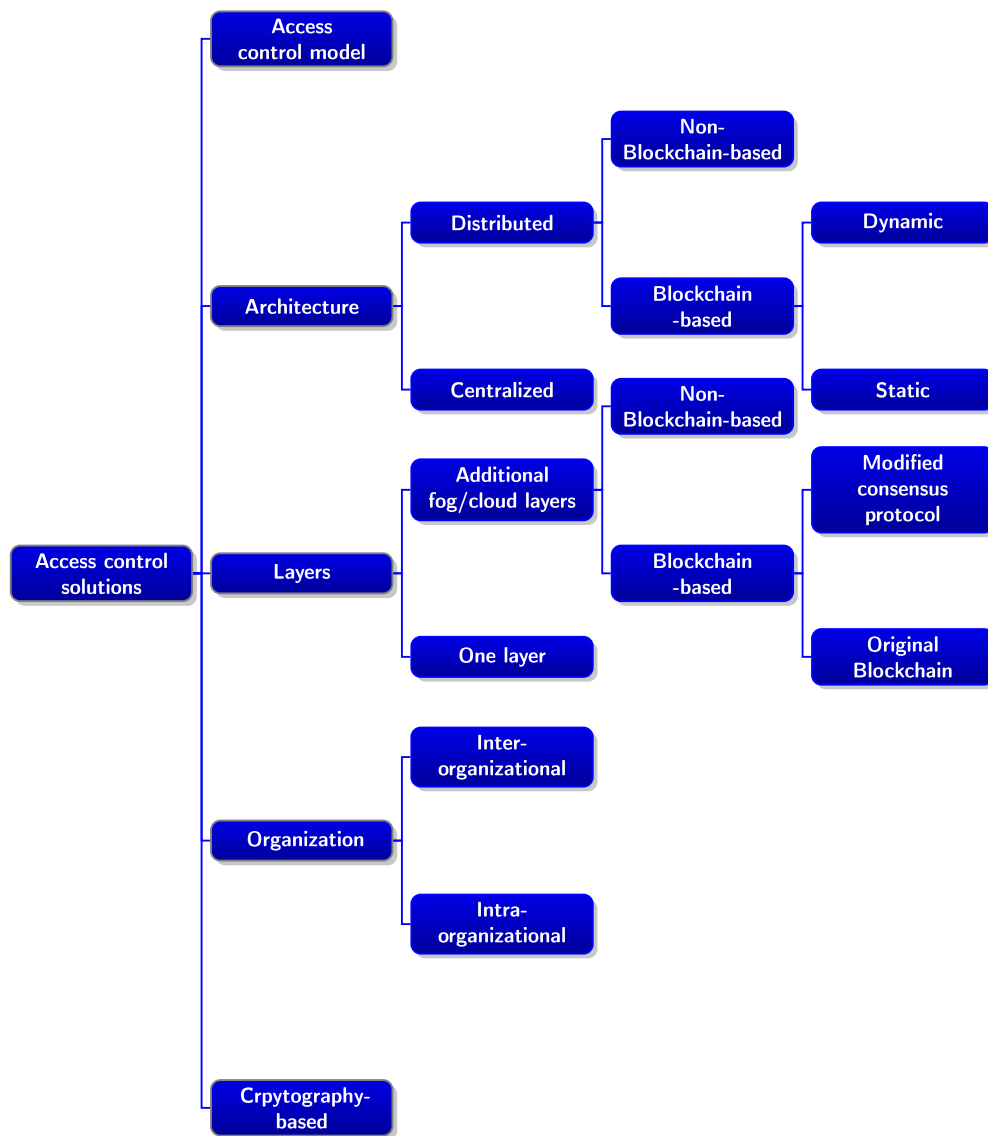 Access
control model
Non-
Blockchain-based
Distributed
Dynamic
Architecture
Blockchain
-based
Centralized
Non-
Blockchain-based
Static
Additional
fog/cloud layers
Modified
consensus
protocol
Access control
solutions
Layers
Blockchain
-based
One layer
Original
Blockchain
Inter-
organizational
Organization
Intra-
organizational
Crpytography-
based